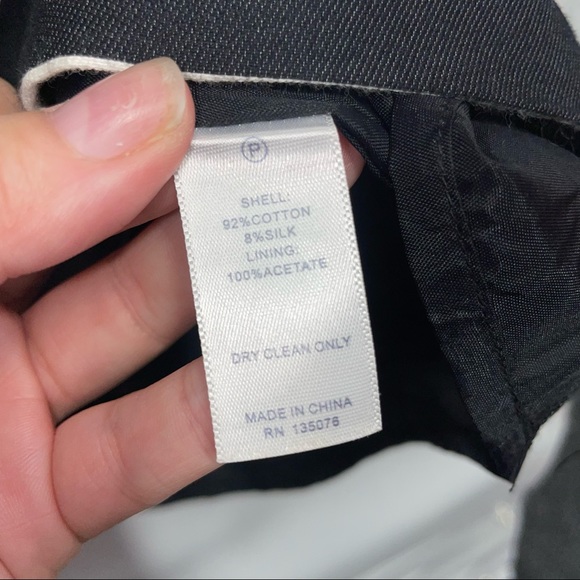 P
SHELL:
92%COTTON
8%SILK
LINING:
100%ACETATE
DRY CLEAN ONLY
MADE IN CHINA
RN 135076